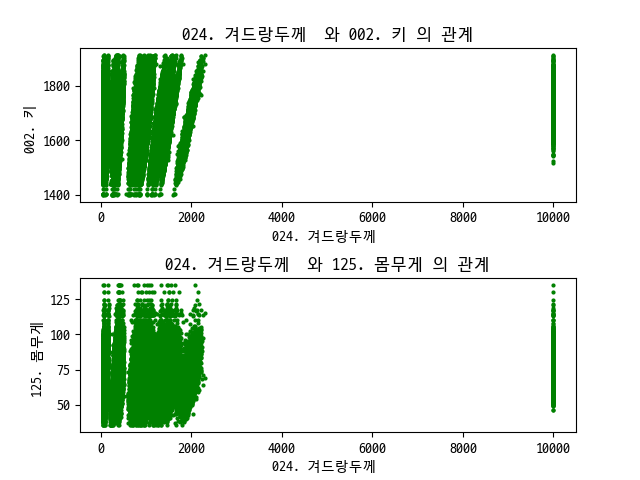 024. 겨드랑두께 와 002. 키 의 관계
002. 키
1800
1600
1400
0 2000 4000 6000 8000 10000
024. 겨드랑두께
024. 겨드랑두께 와 125. 몸무게 의 관계
125. 몸무게
125
100
75
50
0 2000 4000 6000 8000 10000
024. 겨드랑두께